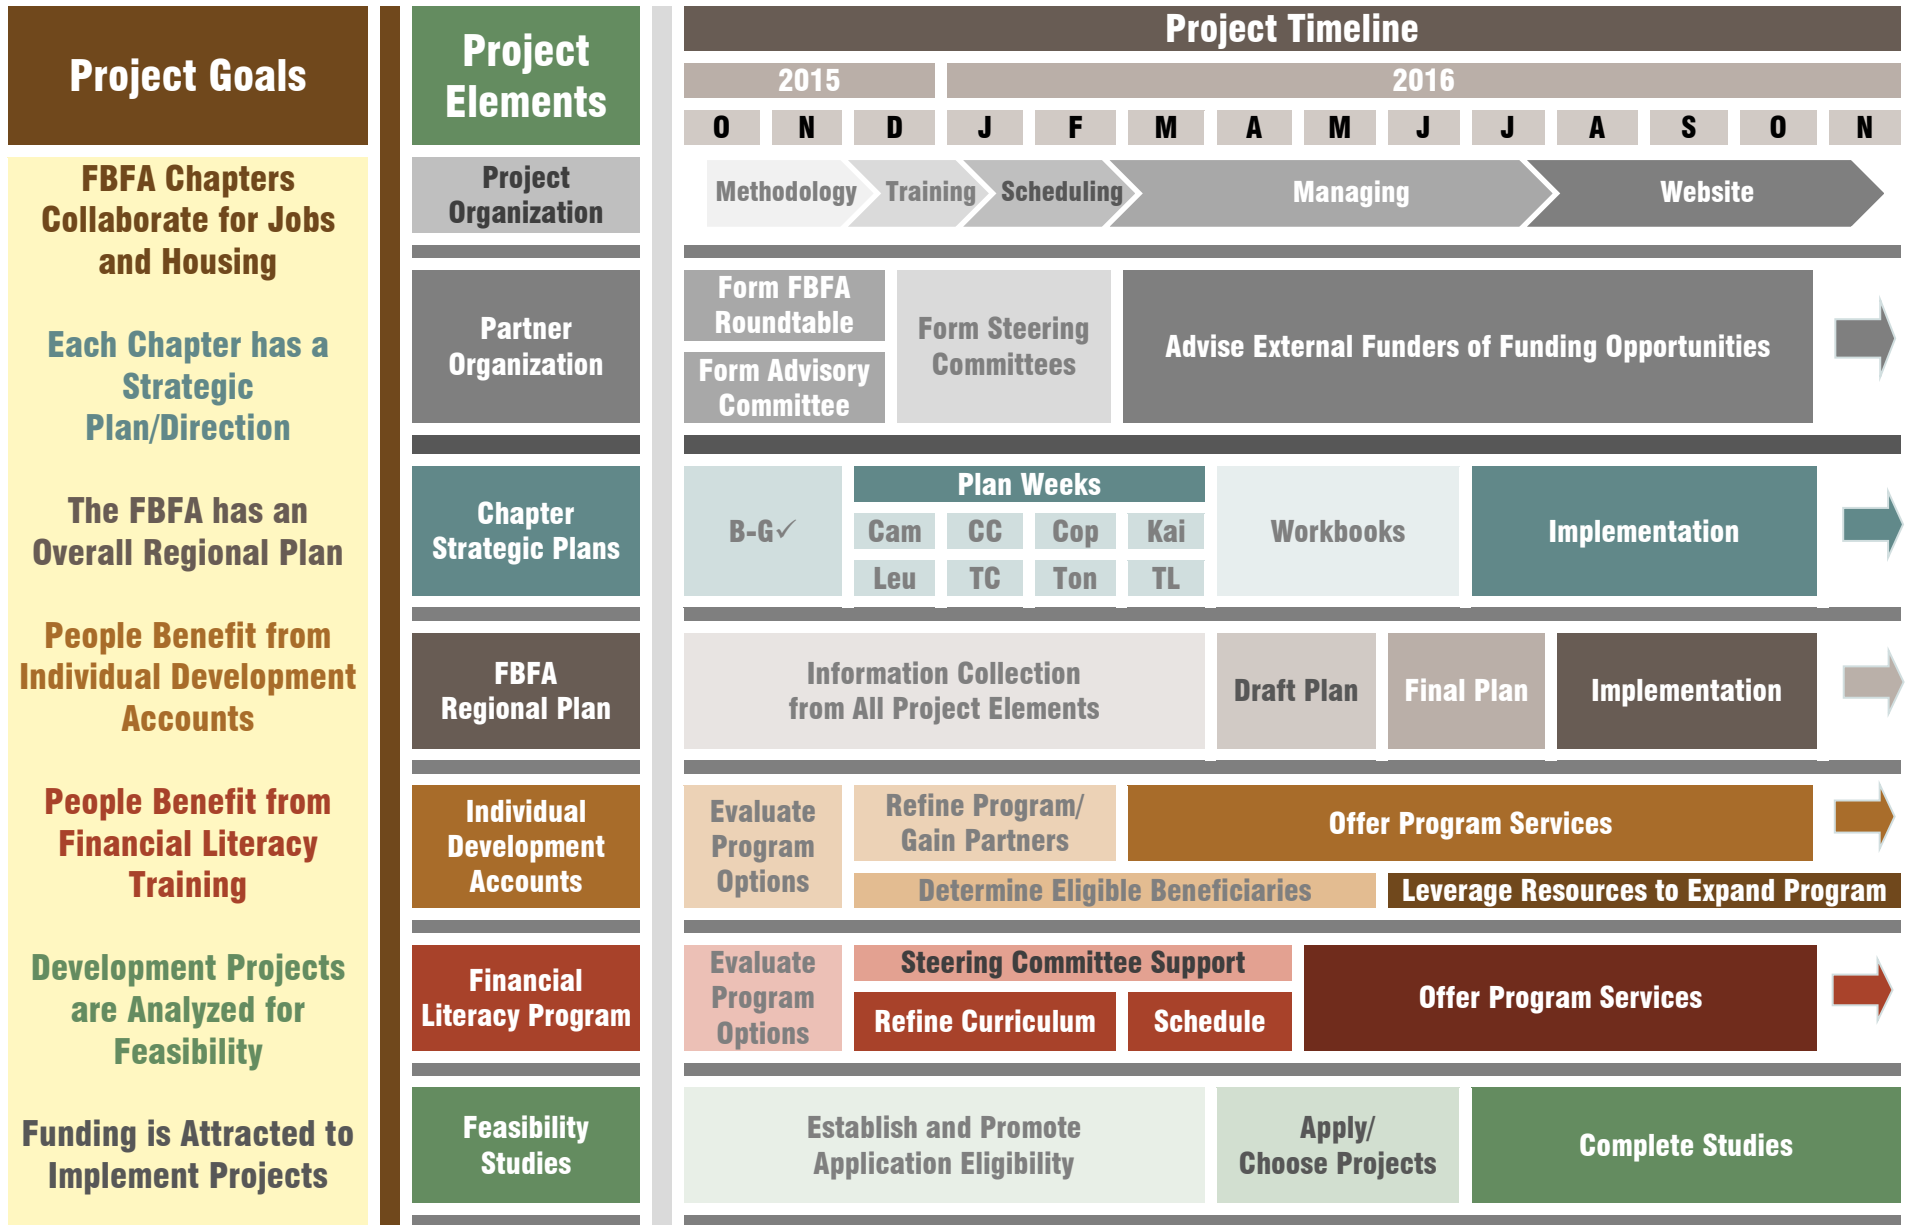 Project Goals
FBFA Chapters
Collaborate for Jobs
and Housing
Each Chapter has a
Strategic
Plan/Direction
The FBFA has an
Overall Regional Plan
People Benefit from
Individual Development
Accounts
People Benefit from
Financial Literacy
Training
Development Projects
are Analyzed for
Feasibility
Funding is Attracted to
Implement Projects
Project
Elements
Project Timeline
2015 2016
O N D J F M A M J J A S O N
Project
Organization
Methodology Training Scheduling Managing Website
Partner
Organization
Form FBFA
Roundtable
Form Advisory
Committee
Form Steering
Committees
Advise External Funders of Funding Opportunities
Chapter
Strategic Plans
B-G✓
Plan Weeks
Cam CC Cop Kai
Leu TC Ton TL
Workbooks
Implementation
FBFA
Regional Plan
Information Collection
from All Project Elements
Draft Plan
Final Plan
Implementation
Individual
Development
Accounts
Evaluate
Program
Options
Refine Program/
Gain Partners
Offer Program Services
Determine Eligible Beneficiaries
Leverage Resources to Expand Program
Financial
Literacy Program
Evaluate
Program
Options
Steering Committee Support
Refine Curriculum
Schedule
Offer Program Services
Feasibility
Studies
Establish and Promote
Application Eligibility
Apply/
Choose Projects
Complete Studies